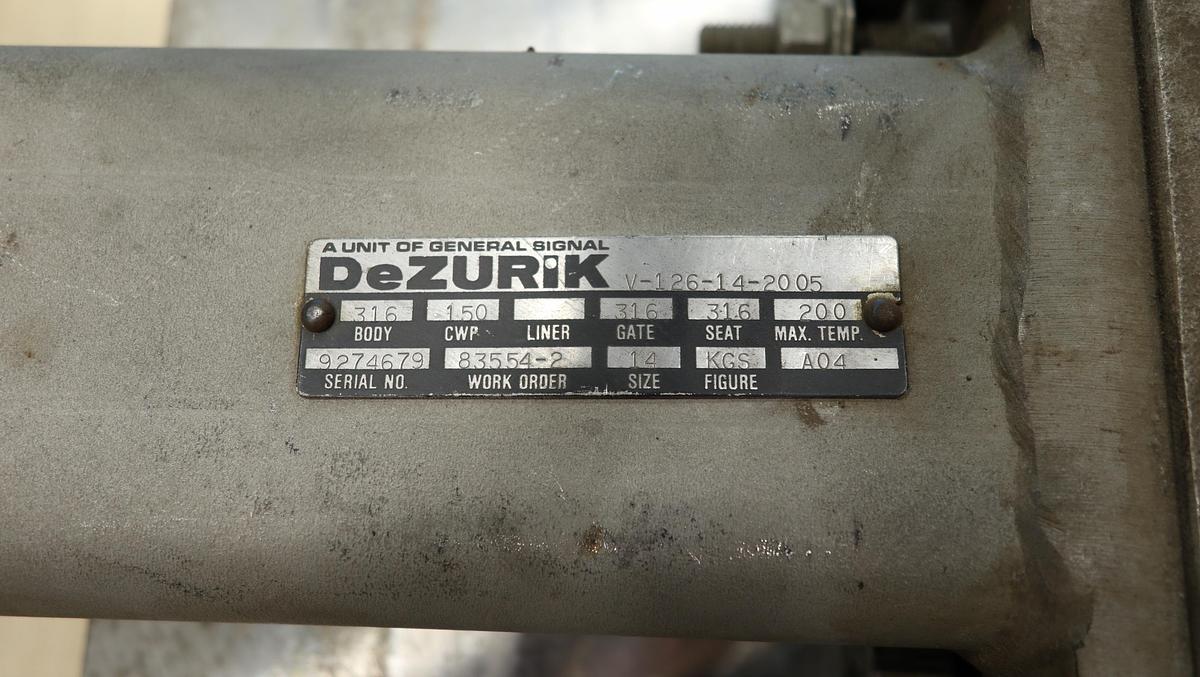 A UNIT OF GENERAL SIGNAL
DeZURiK V-126-14-2005
316 150 316 316 200
BODY CWP LINER GATE SEAT MAX. TEMP.
9274679 83554-2 14 KGS A04
SERIAL NO. WORK ORDER SIZE FIGURE